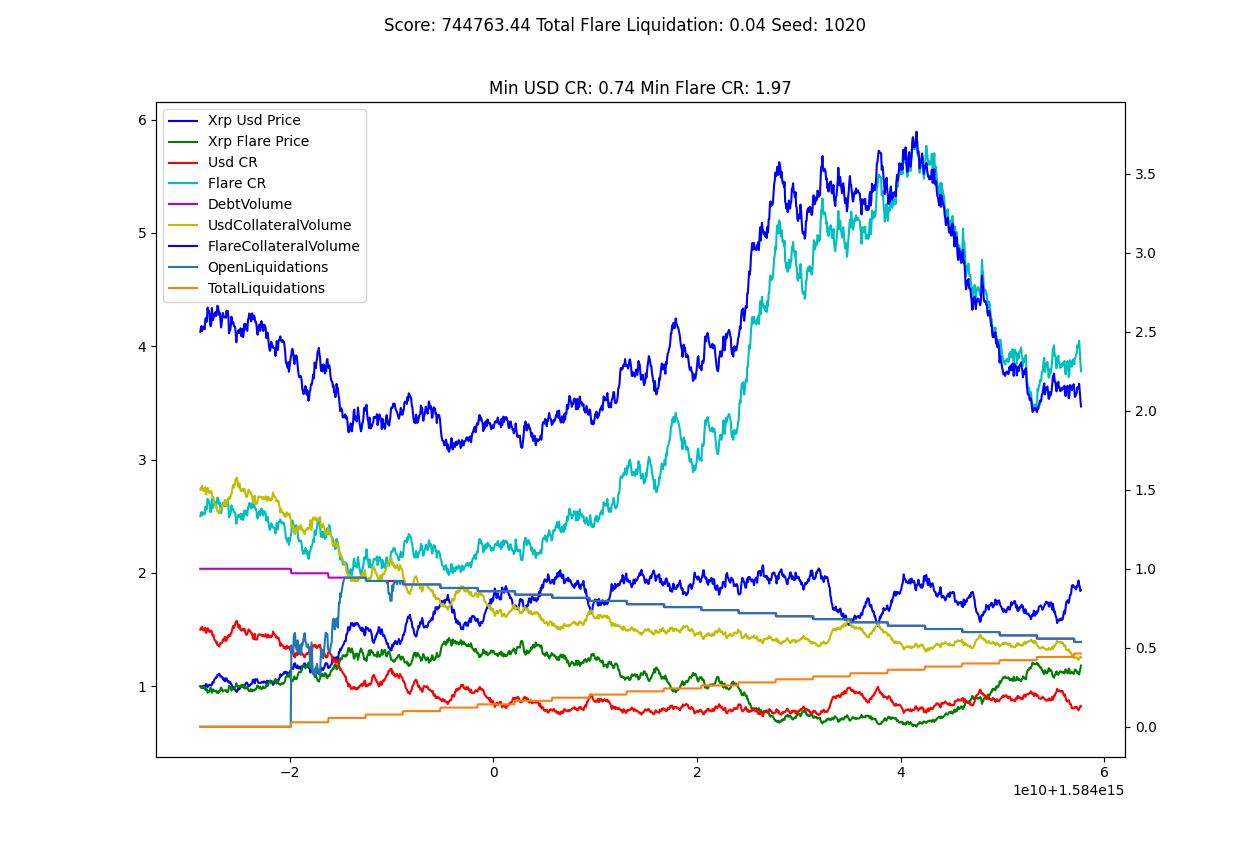 Score: 744763.44 Total Flare Liquidation: 0.04 Seed: 1020
Min USD CR: 0.74 Min Flare CR: 1.97
Xrp Usd Price
Xrp Flare Price
Usd CR
Flare CR
DebtVolume
UsdCollateralVolume
FlareCollateralVolume
OpenLiquidations
TotalLiquidations
6
5
4
3
2
1
3.5
3.0
2.5
2.0
1.5
1.0
0.5
0.0
−2 0 2 4 6
1e10+1.584e15